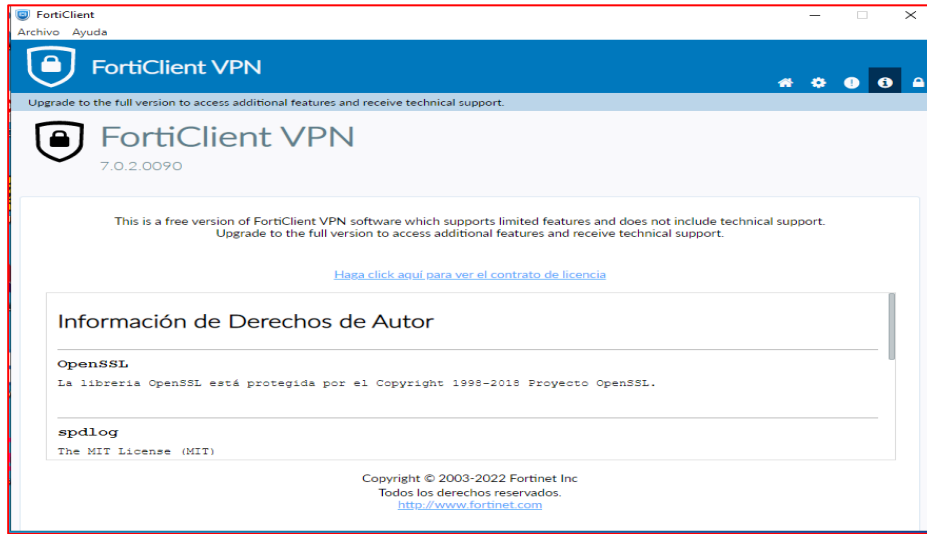 FortiClient
Archivo Ayuda
FortiClient VPN
Upgrade to the full version to access additional features and receive technical support.
FortiClient VPN
7.0.2.0090
This is a free version of FortiClient VPN software which supports limited features and does not include technical support.
Upgrade to the full version to access additional features and receive technical support.
Haga click aquí para ver el contrato de licencia
Información de Derechos de Autor
OpenSSL
La libreria OpenSSL está protegida por el Copyright 1998-2018 Proyecto OpenSSL.
spdlog
The MIT License (MIT)
Copyright © 2003-2022 Fortinet Inc
Todos los derechos reservados.
http://www.fortinet.com